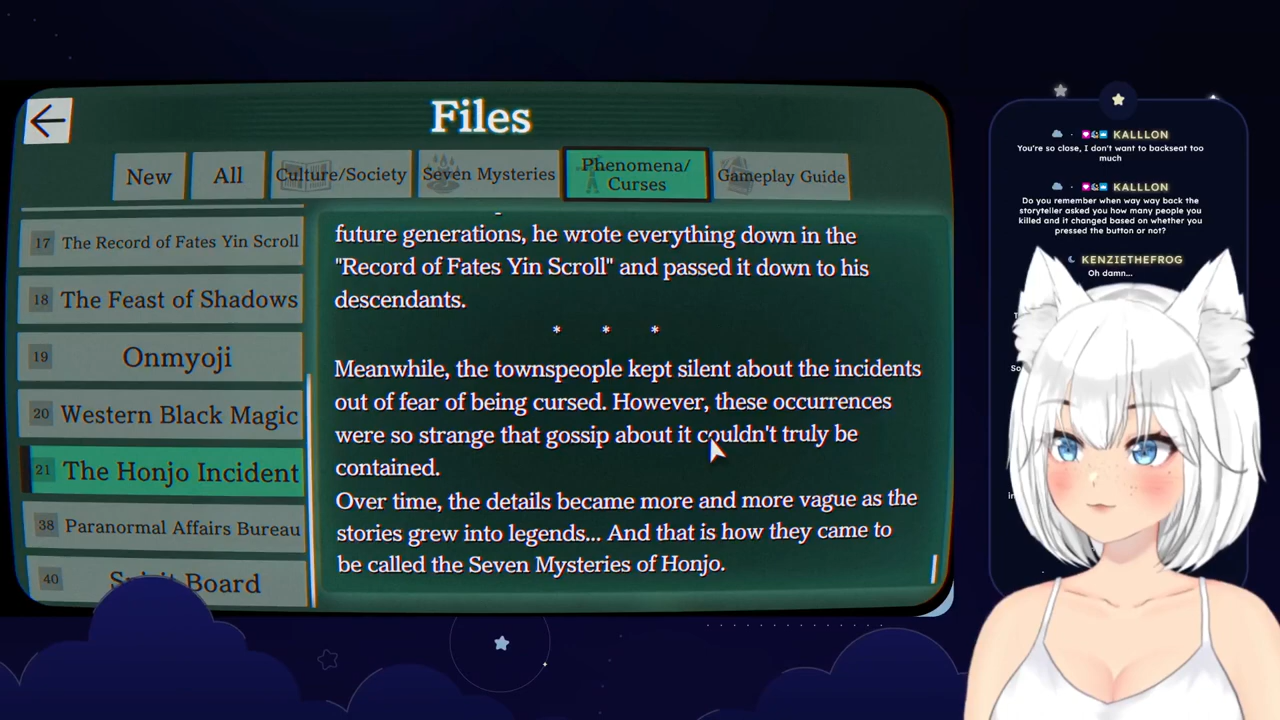 Files
New
All
Culture/Society
Seven Mysteries
Phenomena/
Curses
Gameplay Guide
17 The Record of Fates Yin Scroll
18 The Feast of Shadows
19 Onmyoji
20 Western Black Magic
21 The Honjo Incident
38 Paranormal Affairs Bureau
40 Spirit Board
future generations, he wrote everything down in the
"Record of Fates Yin Scroll" and passed it down to his
descendants.
* * *
Meanwhile, the townspeople kept silent about the incidents
out of fear of being cursed. However, these occurrences
were so strange that gossip about it couldn't truly be
contained.
Over time, the details became more and more vague as the
stories grew into legends... And that is how they came to
be called the Seven Mysteries of Honjo.
KALLLON
You're so close, I don't want to backseat too
much
KALLLON
Do you remember when way way back the
storyteller asked you how many people you
killed and it changed based on whether you
pressed the button or not?
KENZIETHEFROG
Oh damn...